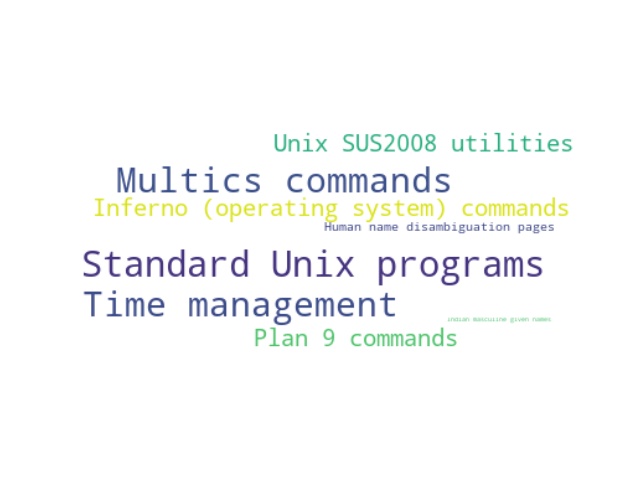 Unix SUS2008 utilities
Multics commands
Inferno (operating system) commands
Human name disambiguation pages
Standard Unix programs
Time management
Indian masculine given names
Plan 9 commands